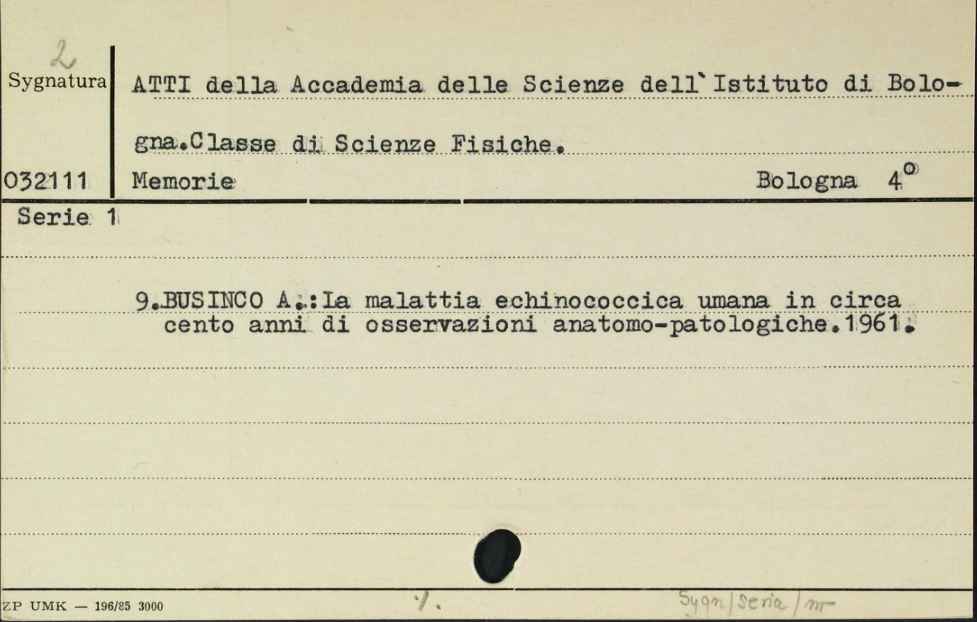 2
Sygnatura
ATTI della Accademia delle Scienze dell`Istituto di Bolo-
gna.Classe di Scienze Fisiche.
032111 Memorie Bologna 4°
Serie 1
9.BUSINCO A.:La malattia echinococcica umana in circa
cento anni di osservazioni anatomo-patologiche.1961.
ZP UMK — 196/85 3000 ·/. Sygn/seria/nr